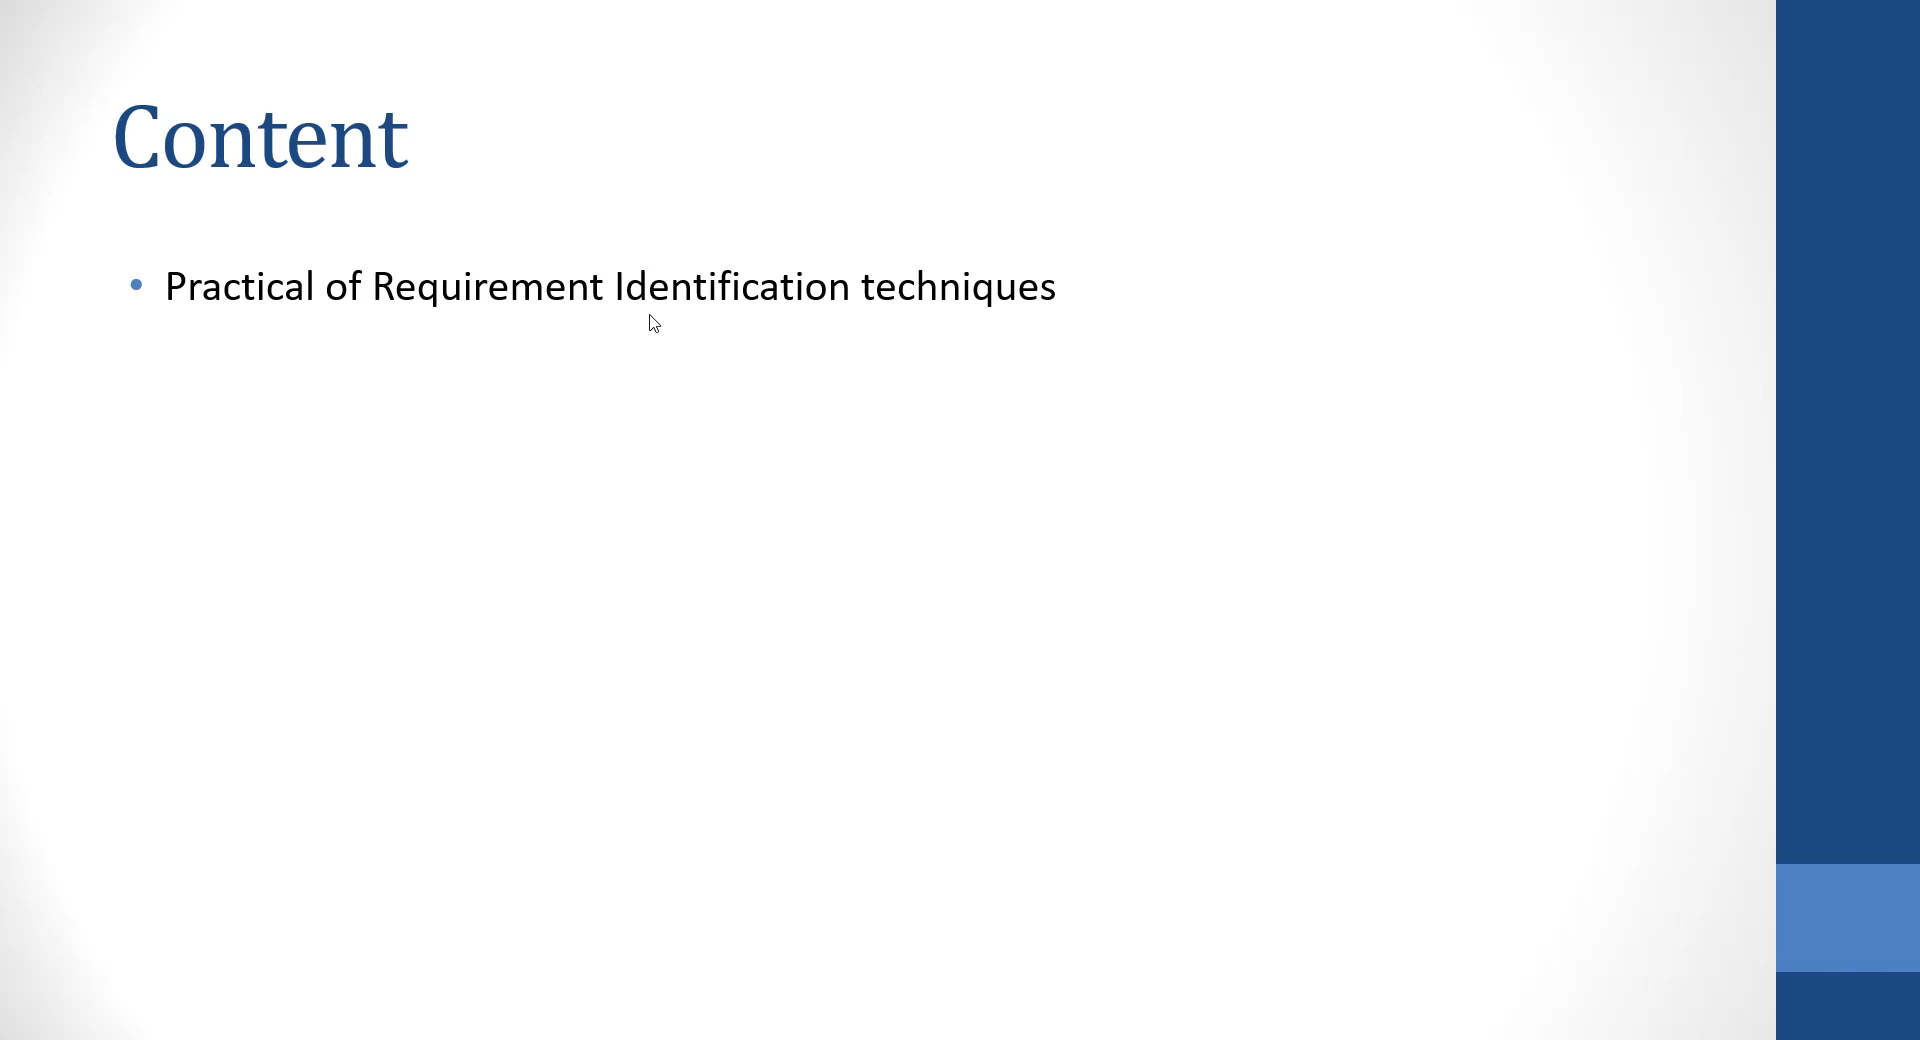 Content
• Practical of Requirement Identification techniques